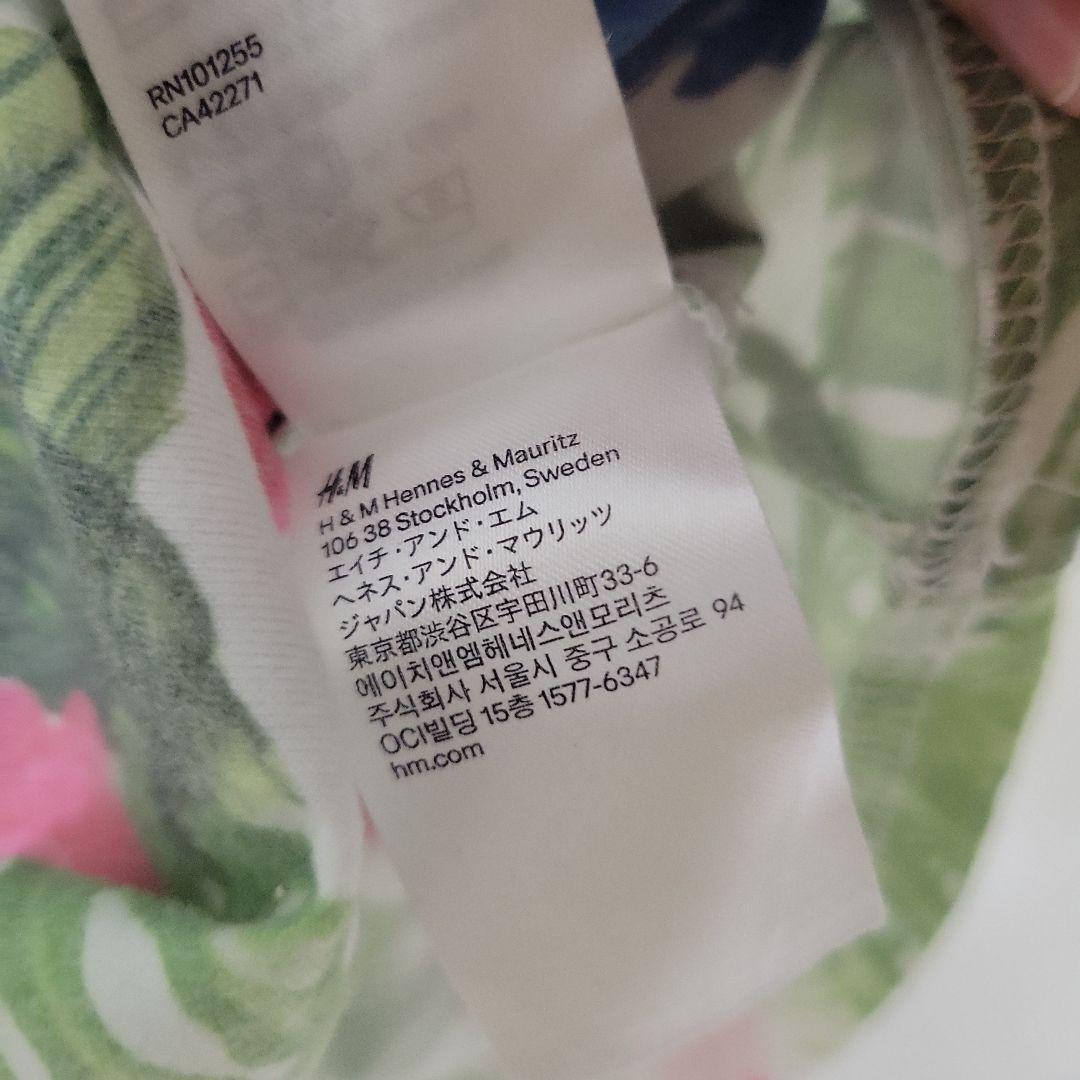 RN101255
CA42271
H&M
H & M Hennes & Mauritz
106 38 Stockholm, Sweden
エイチ・アンド・エム
ヘネス・アンド・マウリッツ
ジャパン株式会社
東京都渋谷区宇田川町33-6
에이치앤엠헤네스앤모리츠
주식회사 서울시 중구 소공로 94
OCI빌딩 15층 1577-6347
hm.com